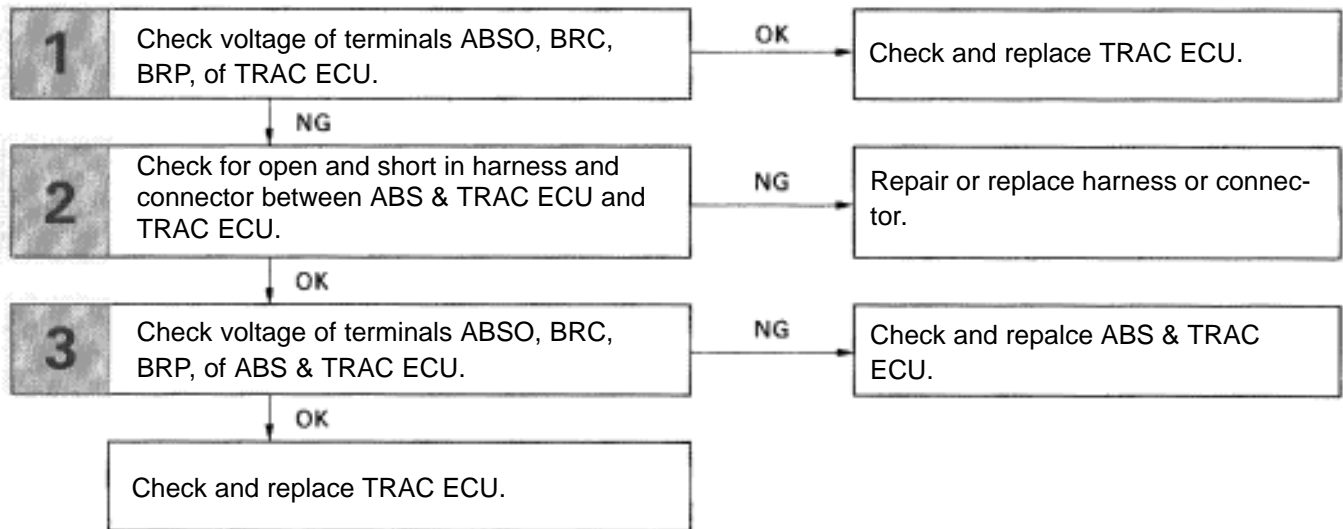 1
Check voltage of terminals ABSO, BRC,
BRP, of TRAC ECU.
OK
Check and replace TRAC ECU.
NG
2
Check for open and short in harness and
connector between ABS & TRAC ECU and
TRAC ECU.
NG
Repair or replace harness or connec-
tor.
OK
3
Check voltage of terminals ABSO, BRC,
BRP, of ABS & TRAC ECU.
NG
Check and repalce ABS & TRAC
ECU.
OK
Check and replace TRAC ECU.